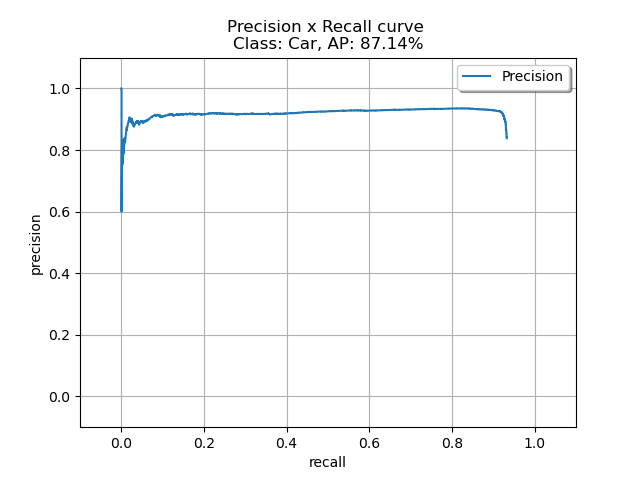 Precision x Recall curve
Class: Car, AP: 87.14%
Precision
1.0
0.8
0.6
0.4
0.2
0.0
precision
0.0 0.2 0.4 0.6 0.8 1.0
recall